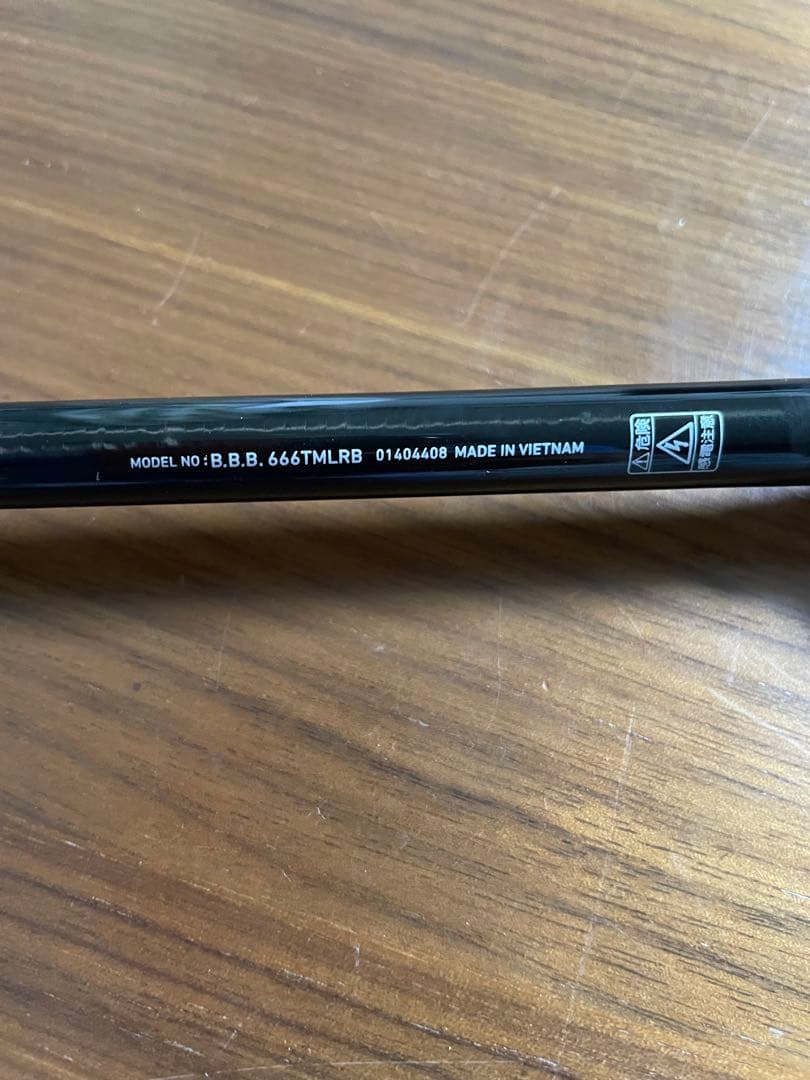 MODEL NO : B.B.B. 666TMLRB 01404408 MADE IN VIETNAM
⚠危険
感電注意